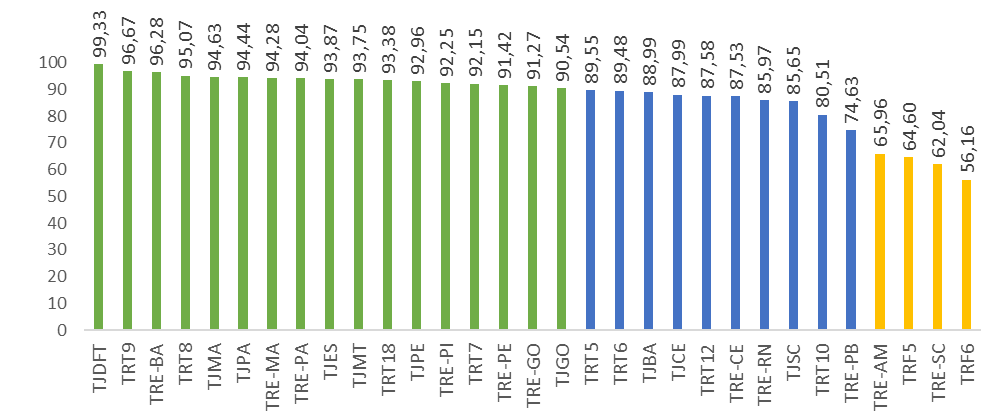 99,33
96,67
96,28
95,07
94,63
94,44
94,28
94,04
93,87
93,75
93,38
92,96
92,25
92,15
91,42
91,27
90,54
89,55
89,48
88,99
87,99
87,58
87,53
85,97
85,65
80,51
74,63
65,96
64,60
62,04
56,16
100
90
80
70
60
50
40
30
20
10
0
TJDFT
TRT9
TRE-BA
TRT8
TJMA
TJPA
TRE-MA
TRE-PA
TJES
TJMT
TRT18
TJPE
TRE-PI
TRT7
TRE-PE
TRE-GO
TJGO
TRT5
TRT6
TJBA
TJCE
TRT12
TRE-CE
TRE-RN
TJSC
TRT10
TRE-PB
TRE-AM
TRF5
TRE-SC
TRF6